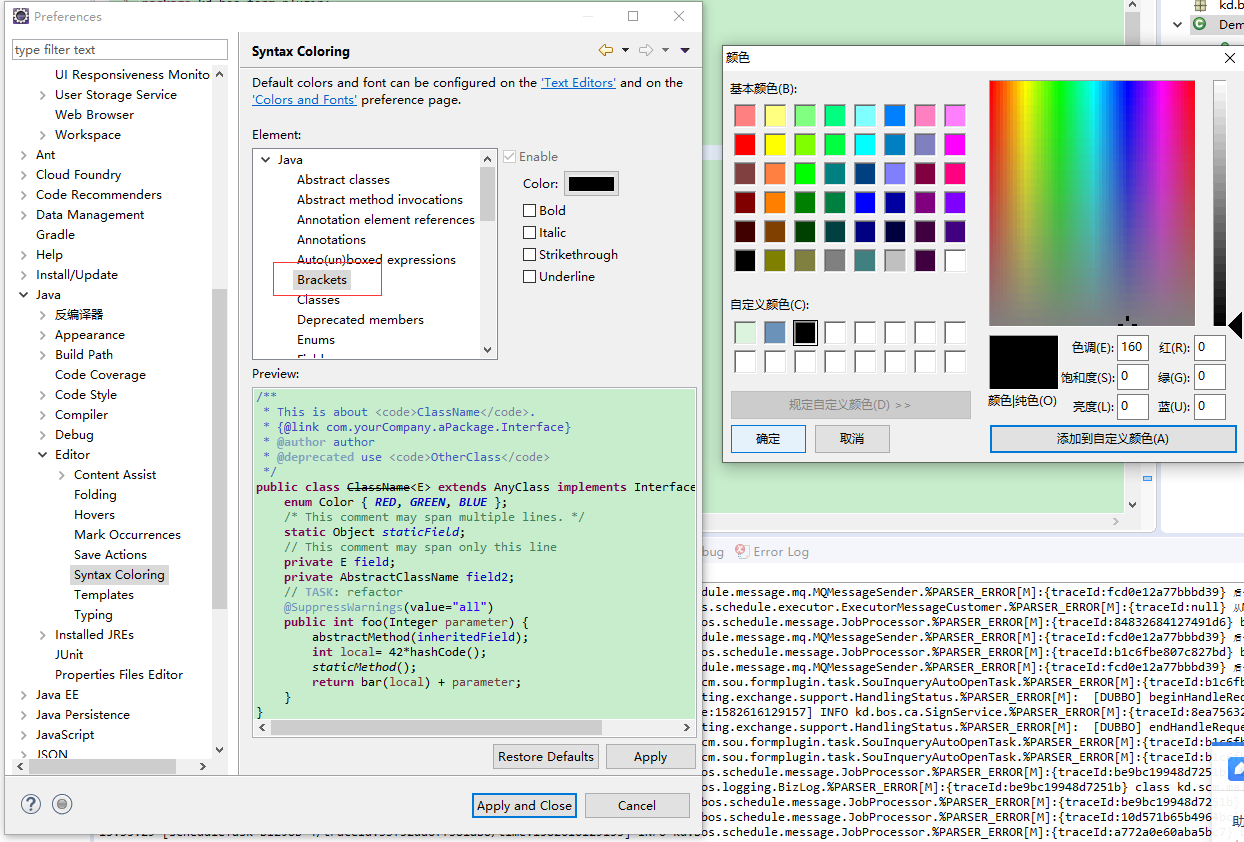 Preferences
type filter text
UI Responsiveness Monito
User Storage Service
Web Browser
Workspace
Ant
Cloud Foundry
Code Recommenders
Data Management
Gradle
Help
Install/Update
Java
反编译器
Appearance
Build Path
Code Coverage
Code Style
Compiler
Debug
Editor
Content Assist
Folding
Hovers
Mark Occurrences
Save Actions
Syntax Coloring
Templates
Typing
Installed JREs
JUnit
Properties Files Editor
Java EE
Java Persistence
JavaScript
JSON
Syntax Coloring
Default colors and font can be configured on the 'Text Editors' and on the
'Colors and Fonts' preference page.
Element:
Java
Abstract classes
Abstract method invocations
Annotation element references
Annotations
Auto(un)boxed expressions
Brackets
Classes
Deprecated members
Enums
Enable
Color:
Bold
Italic
Strikethrough
Underline
Preview:
/**
* This is about <code>ClassName</code>.
* {@link com.yourCompany.aPackage.Interface}
* @author author
* @deprecated use <code>OtherClass</code>
*/
public class ClassName<E> extends AnyClass implements Interface
enum Color { RED, GREEN, BLUE };
/* This comment may span multiple lines. */
static Object staticField;
// This comment may span only this line
private E field;
private AbstractClassName field2;
// TASK: refactor
@SuppressWarnings(value="all")
public int foo(Integer parameter) {
abstractMethod(inheritedField);
int local= 42*hashCode();
staticMethod();
return bar(local) + parameter;
}
}
Restore Defaults
Apply
Apply and Close
Cancel
颜色
基本颜色(B):
自定义颜色(C):
规定自定义颜色(D) >>
确定
取消
颜色|纯色(O)
色调(E): 160 红(R): 0
饱和度(S): 0 绿(G): 0
亮度(L): 0 蓝(U): 0
添加到自定义颜色(A)
kd.b
Dem
bug
Error Log
dule.message.mq.MQMessageSender.%PARSER_ERROR[M]:{traceId:fcd0e12a77bbbd39}
s.schedule.executor.ExecutorMessageCustomer.%PARSER_ERROR[M]:{traceId:null} 从
os.schedule.message.JobProcessor.%PARSER_ERROR[M]:{traceId:84832684127491d6} b
dule.message.mq.MQMessageSender.%PARSER_ERROR[M]:{traceId:fcd0e12a77bbbd39}
os.schedule.message.JobProcessor.%PARSER_ERROR[M]:{traceId:b1c6fbe807c827bd} b
dule.message.mq.MQMessageSender.%PARSER_ERROR[M]:{traceId:fcd0e12a77bbbd39}
cm.sou.formplugin.task.SouInqueryAutoOpenTask.%PARSER_ERROR[M]:{traceId:b1c6fb
ting.exchange.support.HandlingStatus.%PARSER_ERROR[M]: [DUBBO] beginHandleReq
e:1582616129157] INFO kd.bos.ca.SignService.%PARSER_ERROR[M]:{traceId:8ea75632
ting.exchange.support.HandlingStatus.%PARSER_ERROR[M]: [DUBBO] endHandleReque
cm.sou.formplugin.task.SouInqueryAutoOpenTask.%PARSER_ERROR[M]:{traceId:b1c6fb
cm.sou.formplugin.task.SouInqueryAutoOpenTask.%PARSER_ERROR[M]:{traceId:b
os.schedule.message.JobProcessor.%PARSER_ERROR[M]:{traceId:be9bc19948d7251
os.logging.BizLog.%PARSER_ERROR[M]:{traceId:be9bc19948d7251b} class kd.sc
os.schedule.message.JobProcessor.%PARSER_ERROR[M]:{traceId:be9bc19948d7251b}
os.schedule.message.JobProcessor.%PARSER_ERROR[M]:{traceId:10d571b65b4964bc
os.schedule.message.JobProcessor.%PARSER_ERROR[M]:{traceId:a772a0e60aba5bc7}
助